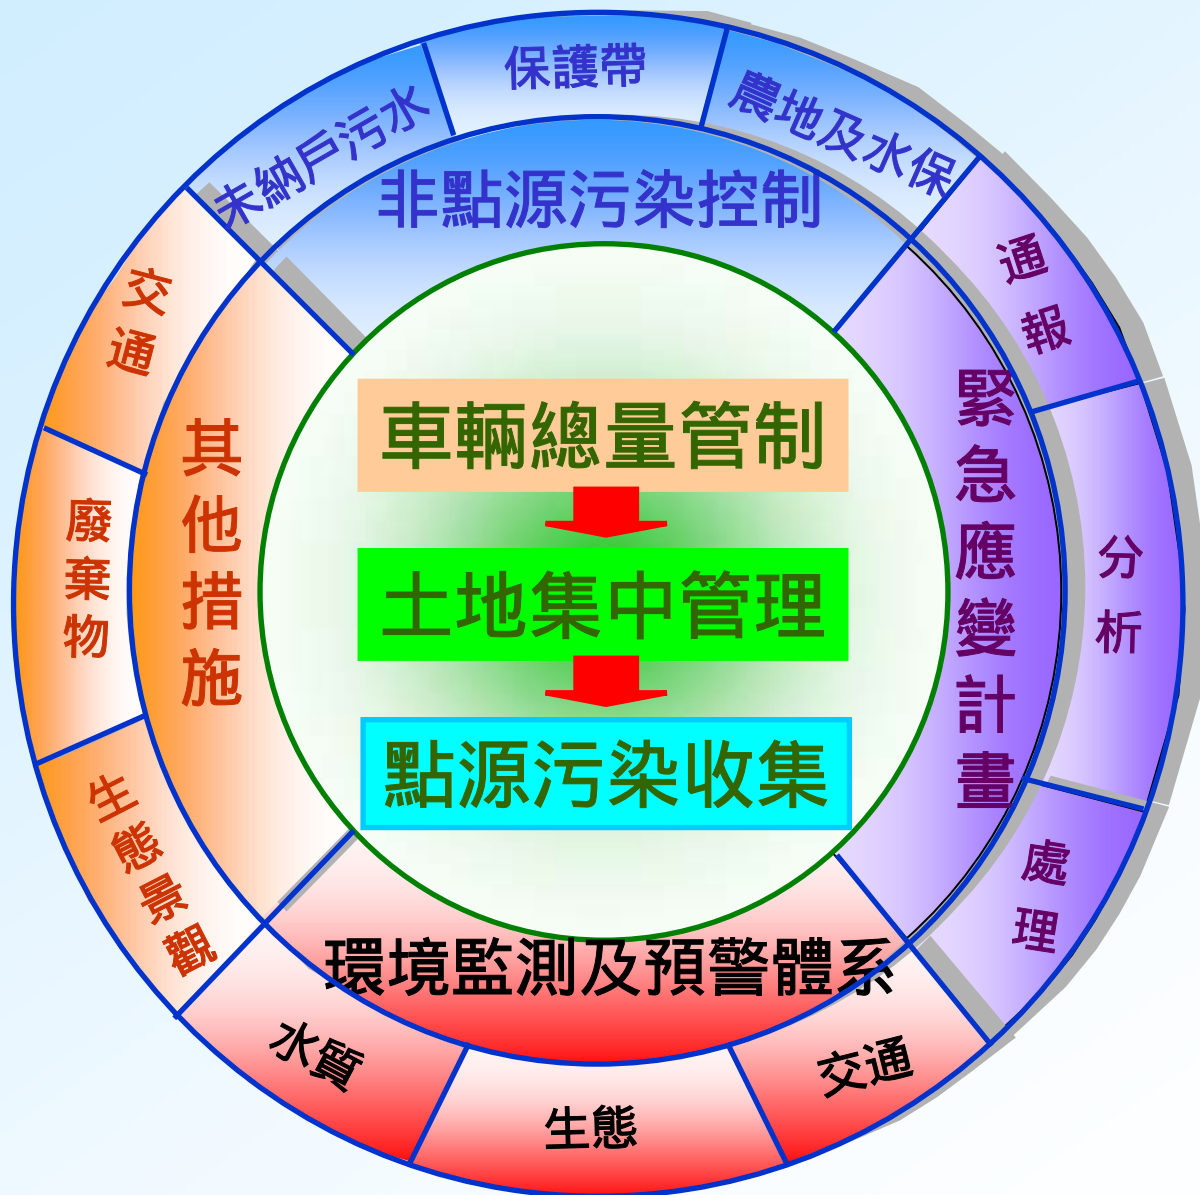 保護帶
未納戶污水
農地及水保
非點源污染控制
通報
分析
處理
緊急應變計畫
交通
廢棄物
生態景觀
其他措施
車輛總量管制
土地集中管理
點源污染收集
環境監測及預警體系
水質
生態
交通